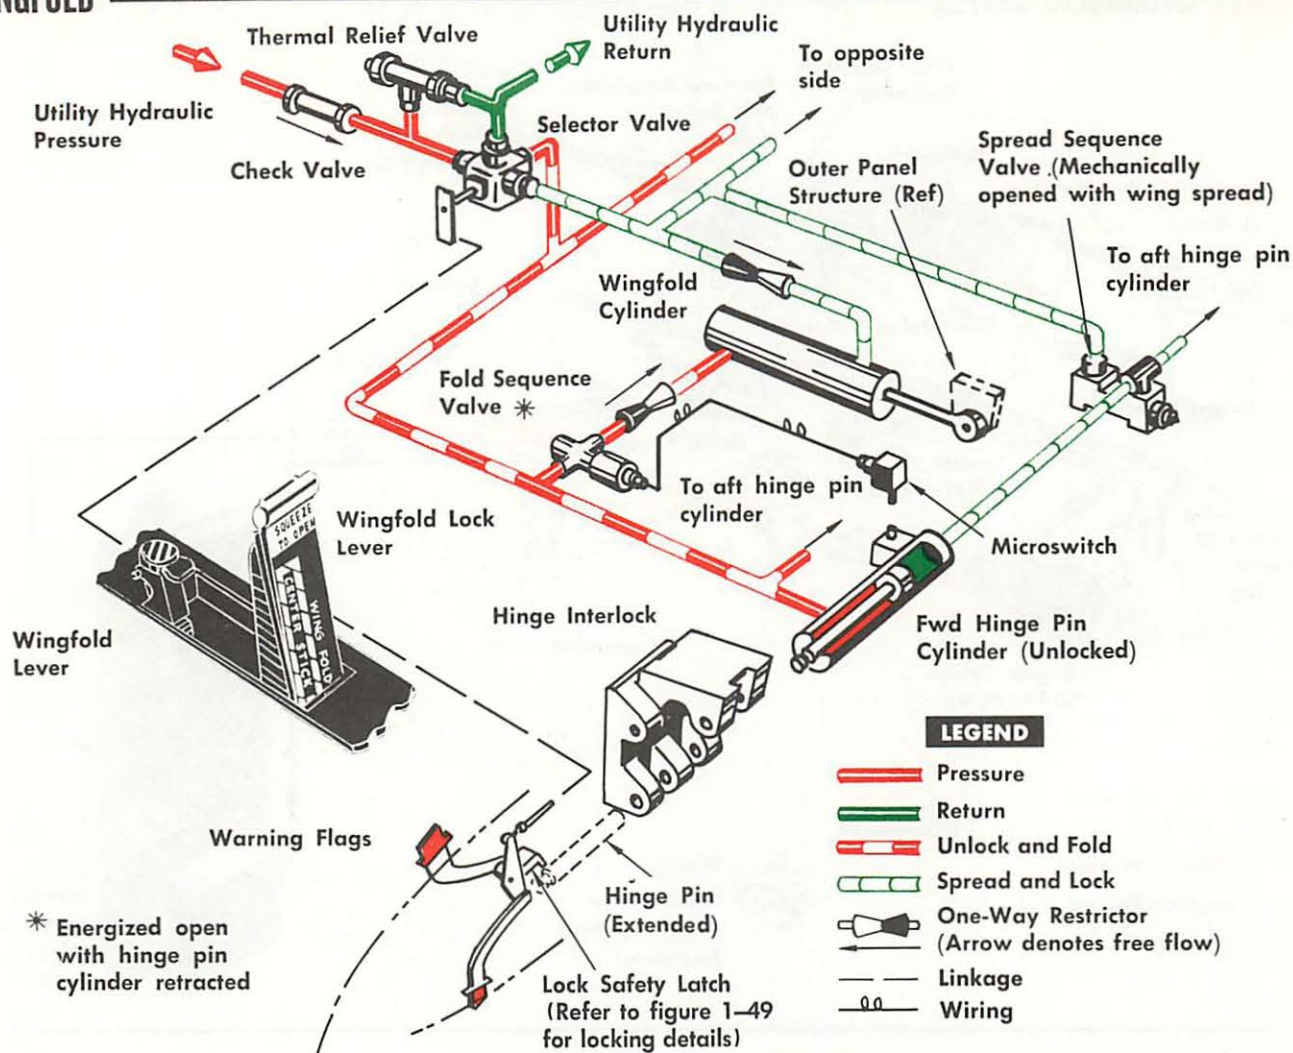 Thermal Relief Valve
Utility Hydraulic
Return
To opposite
side
Utility Hydraulic
Pressure
Selector Valve
Check Valve
Outer Panel
Structure (Ref)
Spread Sequence
Valve .(Mechanically
opened with wing spread)
To aft hinge pin
cylinder
Wingfold
Cylinder
Fold Sequence
Valve *
To aft hinge pin
cylinder
Microswitch
SQUEEZE
TO OPEN
WING FOLD
CENTER STICK
Wingfold Lock
Lever
Wingfold
Lever
Hinge Interlock
Fwd Hinge Pin
Cylinder (Unlocked)
LEGEND
Pressure
Return
Unlock and Fold
Spread and Lock
One-Way Restrictor
(Arrow denotes free flow)
Linkage
Wiring
Warning Flags
Hinge Pin
(Extended)
* Energized open
with hinge pin
cylinder retracted
Lock Safety Latch
(Refer to figure 1-49
for locking details)